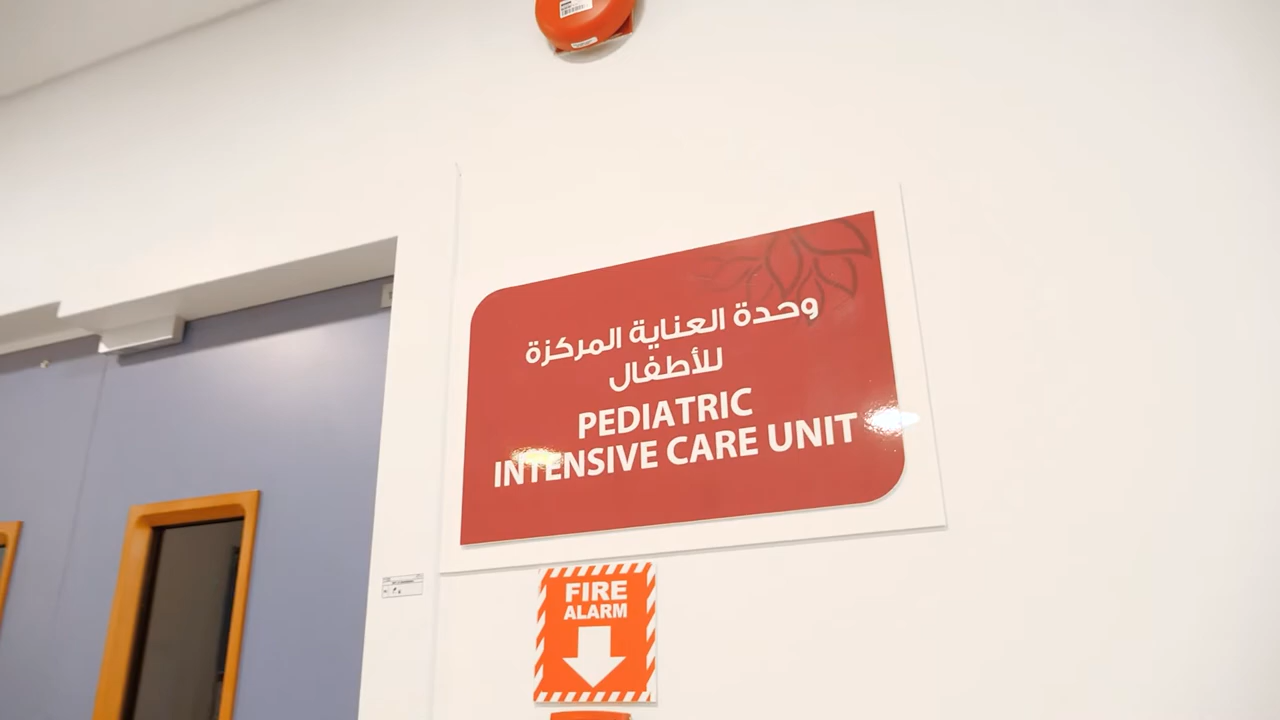 وحدة العناية المركزة
للأطفال
PEDIATRIC
INTENSIVE CARE UNIT
FIRE
ALARM